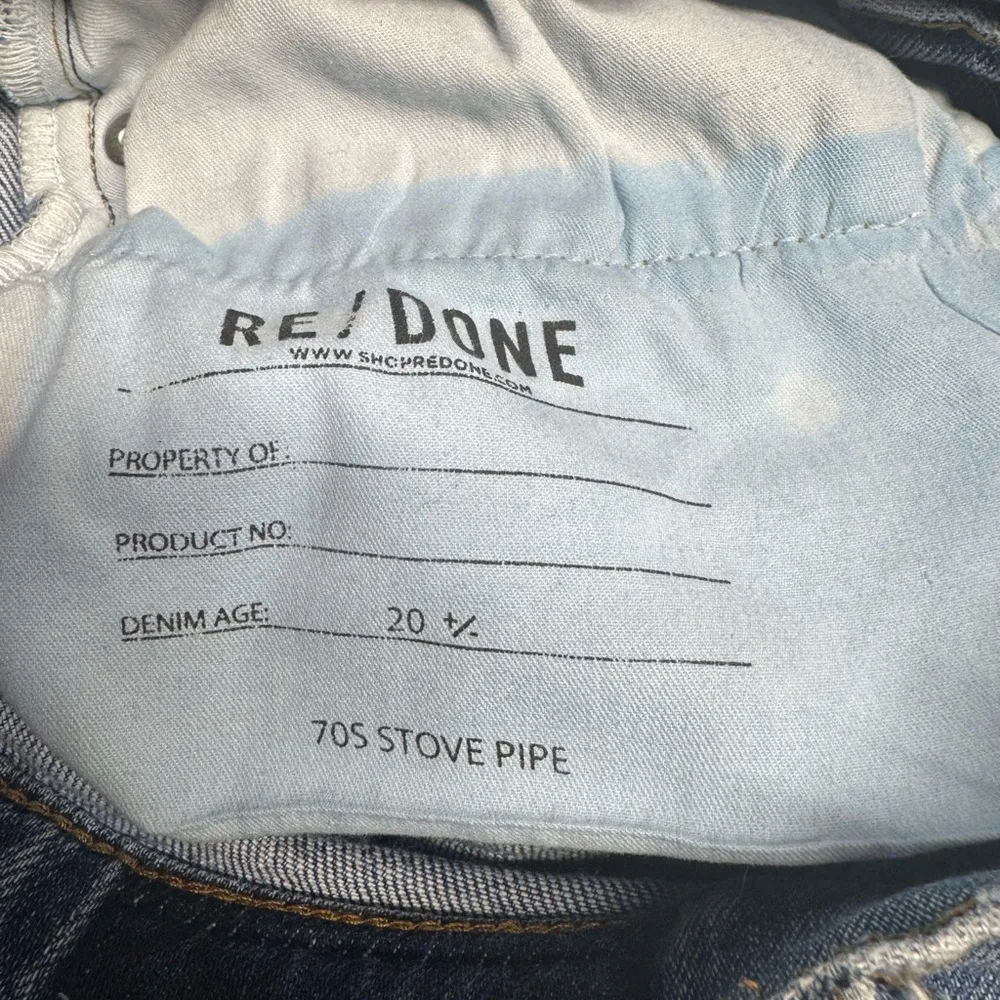 RE/DONE
WWW.SHOPREDONE.COM
PROPERTY OF:
PRODUCT NO:
DENIM AGE: 20 +/-
70S STOVE PIPE